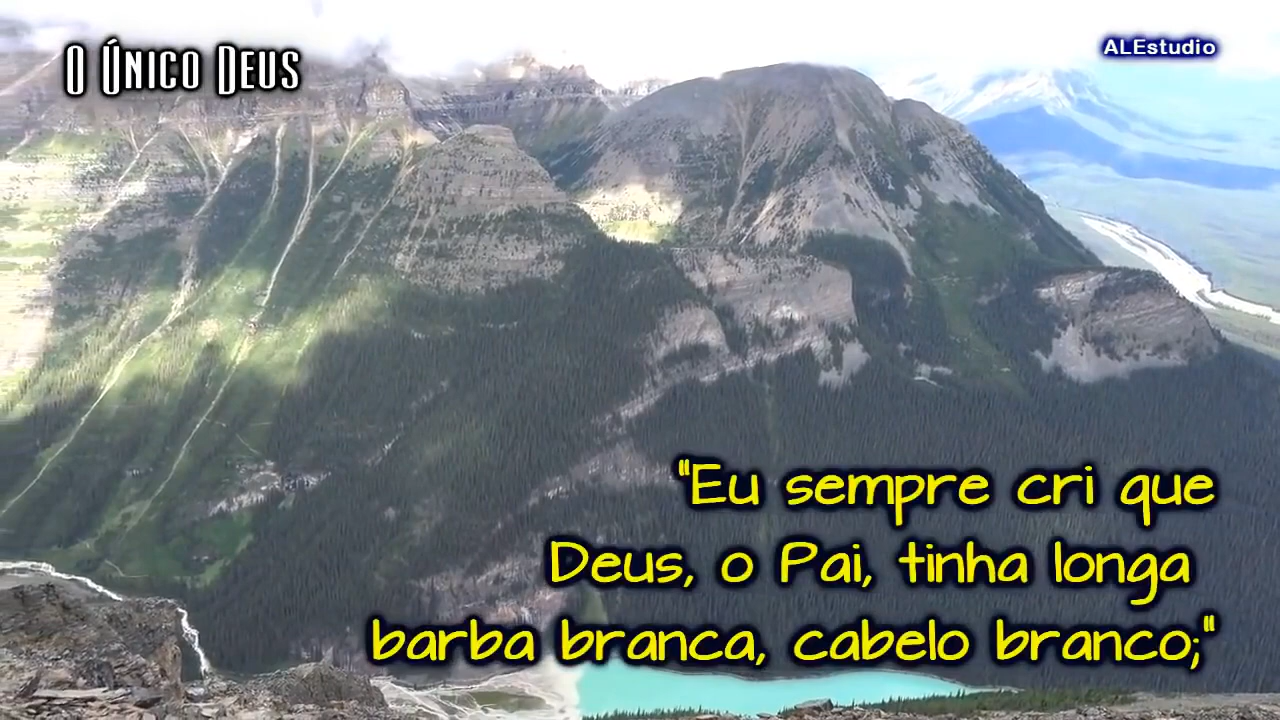 O Único Deus
ALEstudio
"Eu sempre cri que
Deus, o Pai, tinha longa
barba branca, cabelo branco;"